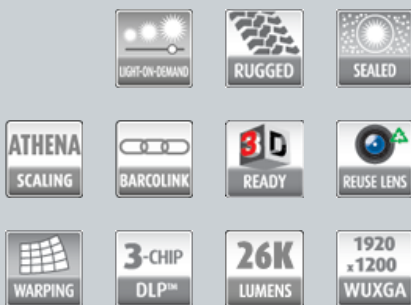 LIGHT-ON-DEMAND
RUGGED
SEALED
ATHENA
SCALING
BARCOLINK
3D
READY
REUSE LENS
WARPING
3-CHIP
DLP™
26K
LUMENS
1920
x1200
WUXGA